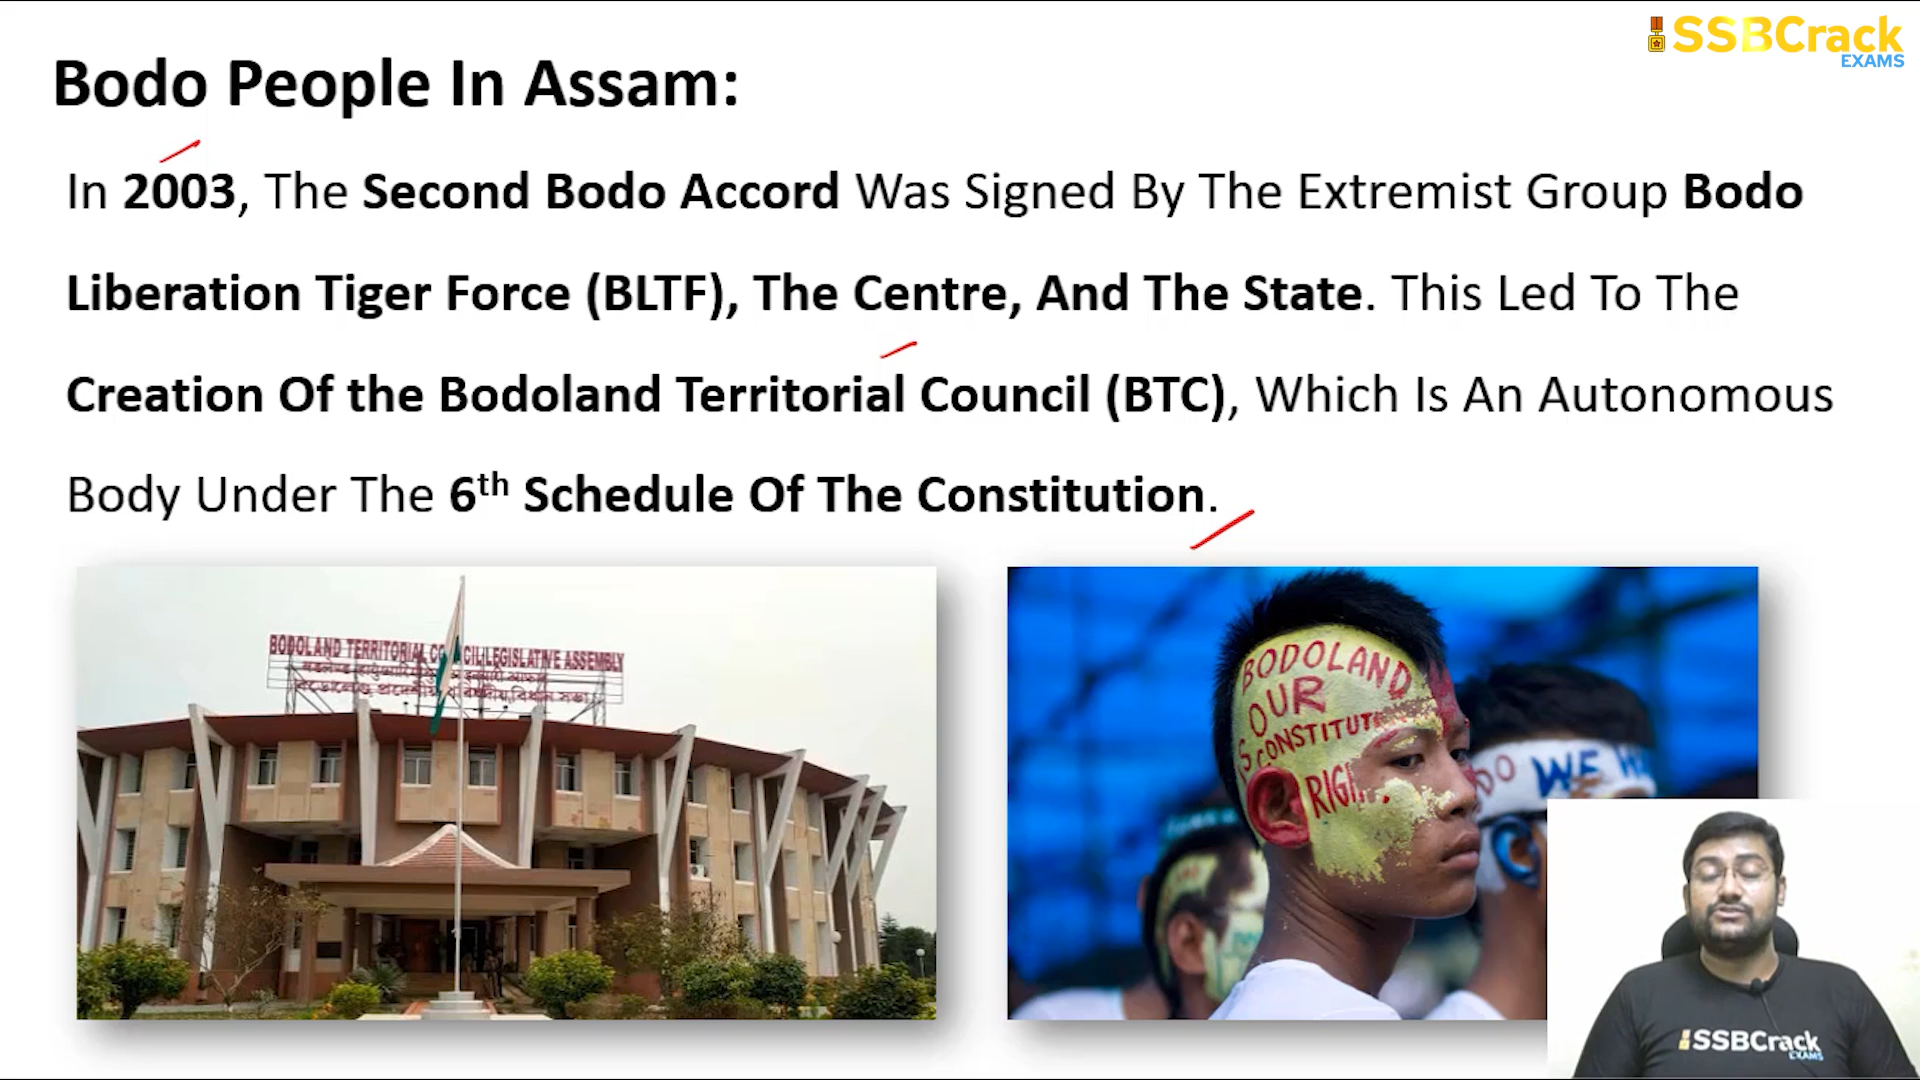 SSBCrack
EXAMS
Bodo People In Assam:
In 2003, The Second Bodo Accord Was Signed By The Extremist Group Bodo
Liberation Tiger Force (BLTF), The Centre, And The State. This Led To The
Creation Of the Bodoland Territorial Council (BTC), Which Is An Autonomous
Body Under The 6th Schedule Of The Constitution.
BODOLAND TERRITORIAL COUNCIL LEGISLATIVE ASSEMBLY
BODOLAND
OUR
CONSTITUTI
RIGH
WE
SSBCrack
EXAMS